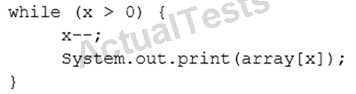 while (x > 0) {
x--;
System.out.print(array[x]);
}
ActualTests